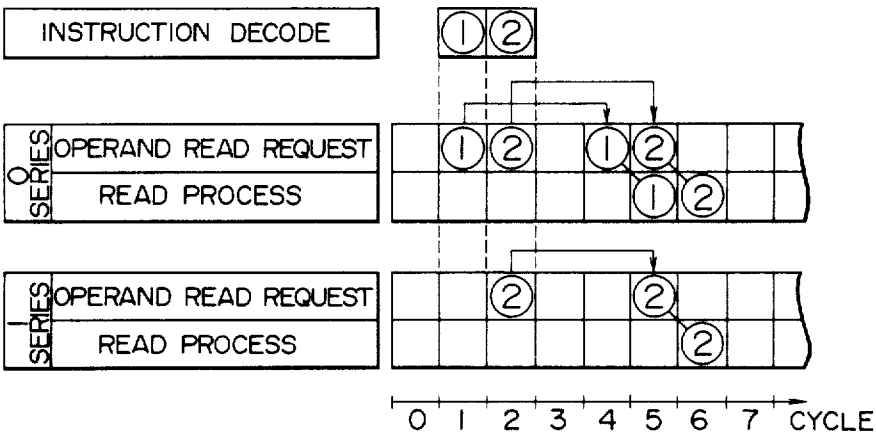 INSTRUCTION DECODE 1 2
0 SERIES
OPERAND READ REQUEST 1 2 1 2
READ PROCESS 1 2
1 SERIES
OPERAND READ REQUEST 2 2
READ PROCESS 2
0 1 2 3 4 5 6 7 CYCLE